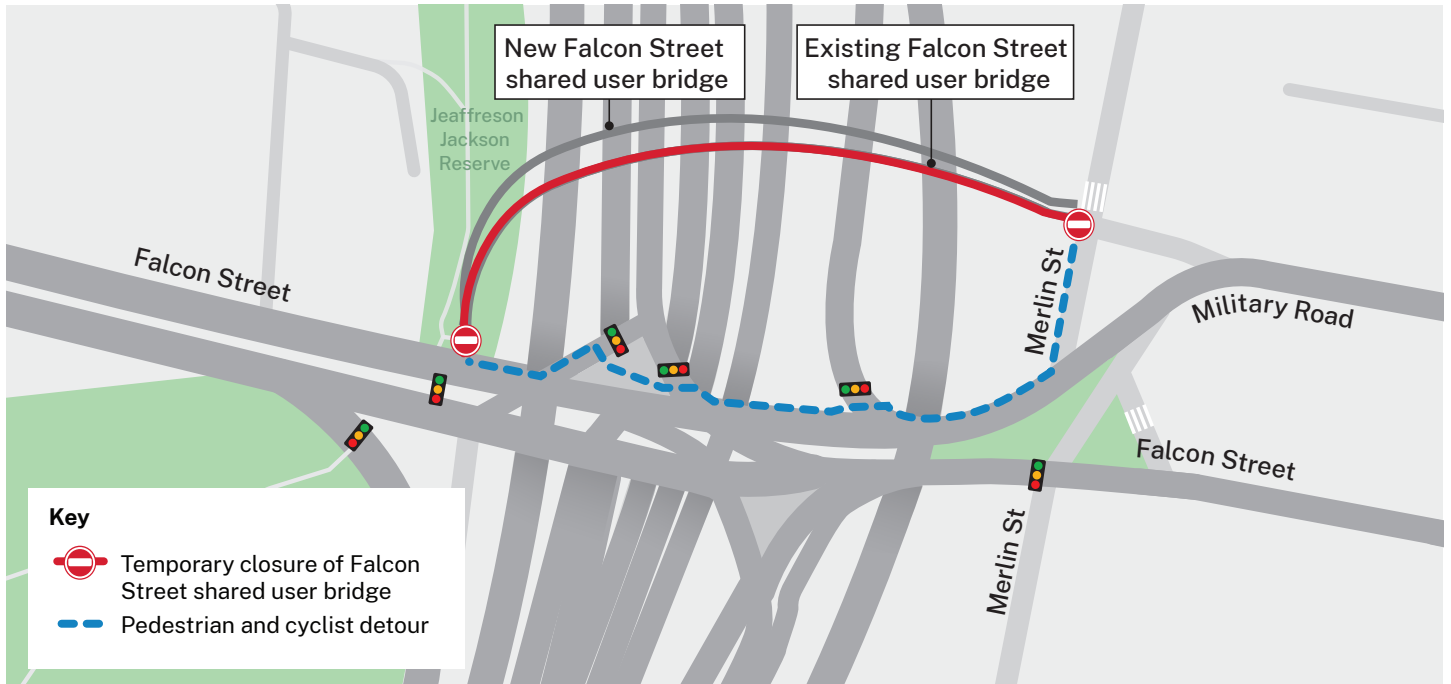 New Falcon Street
shared user bridge
Existing Falcon Street
shared user bridge
Jeaffreson
Jackson
Reserve
Falcon Street
Merlin St
Military Road
Falcon Street
Merlin St
Key
Temporary closure of Falcon
Street shared user bridge
Pedestrian and cyclist detour